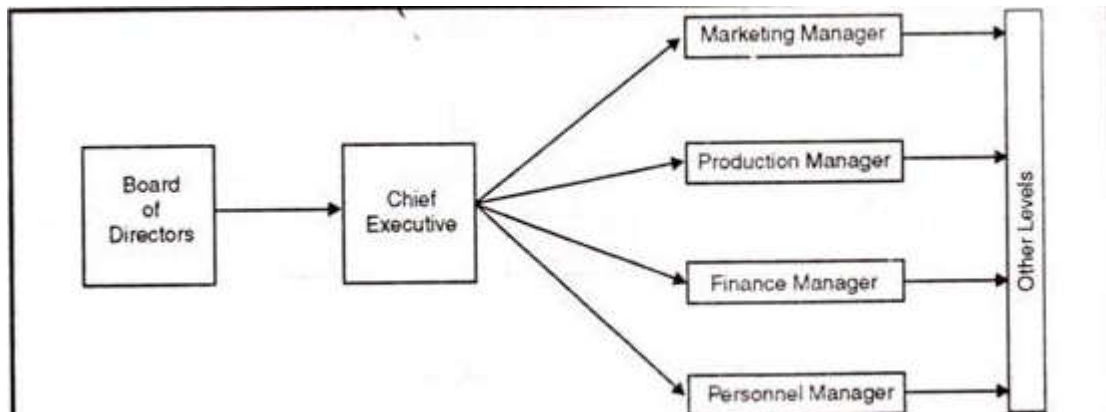 Board
of
Directors
Chief
Executive
Marketing Manager
Production Manager
Finance Manager
Personnel Manager
Other Levels